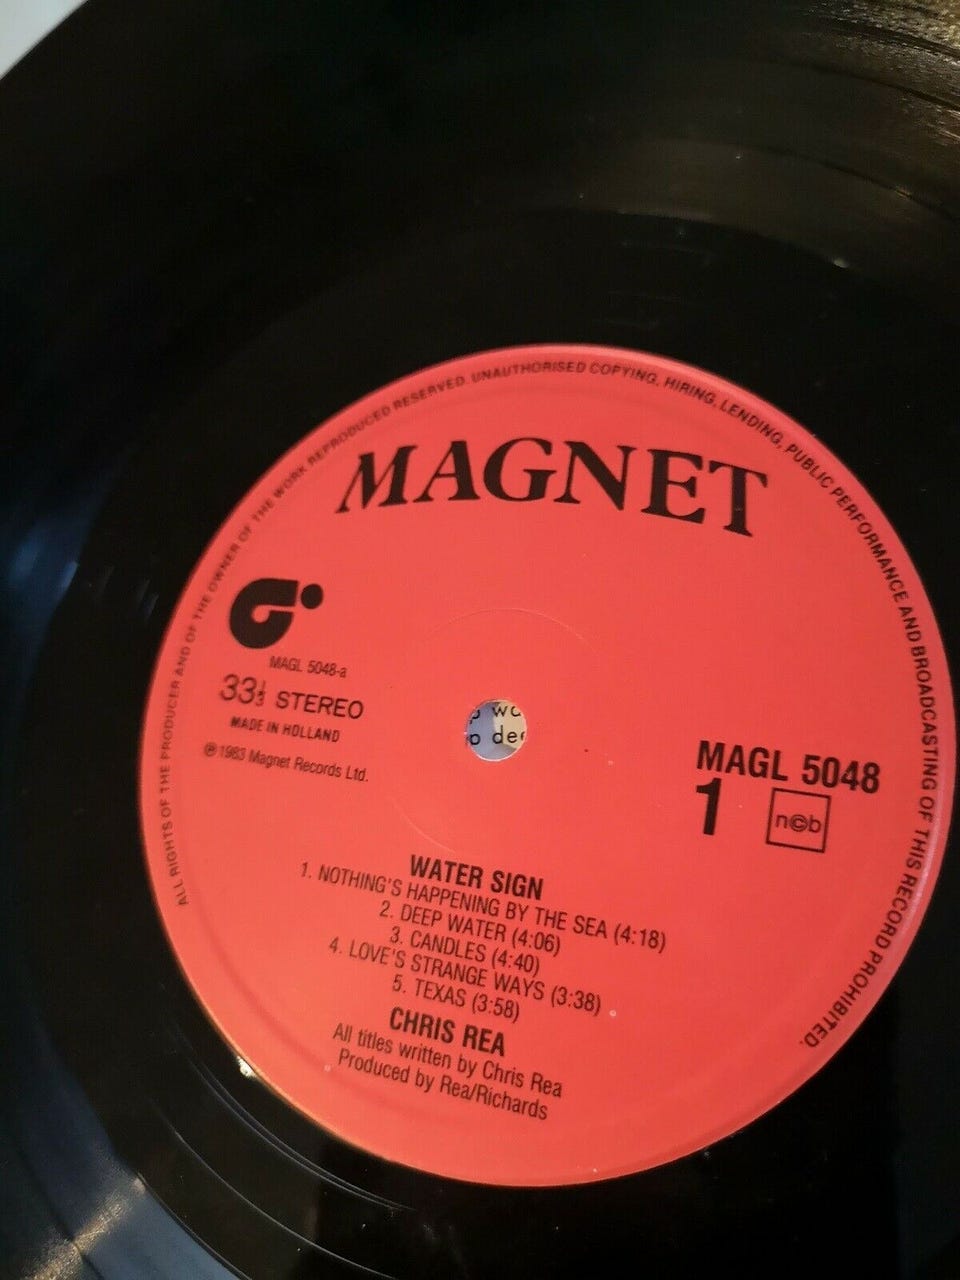 ALL RIGHTS OF THE PRODUCER AND OF THE OWNER OF THE WORK REPRODUCED RESERVED. UNAUTHORISED COPYING, HIRING, LENDING, PUBLIC PERFORMANCE AND BROADCASTING OF THIS RECORD PROHIBITED.
MAGNET
MAGL 5048-a
33⅓ STEREO
MADE IN HOLLAND
℗ 1983 Magnet Records Ltd.
MAGL 5048
1
n©b
WATER SIGN
1. NOTHING'S HAPPENING BY THE SEA (4:18)
2. DEEP WATER (4:06)
3. CANDLES (4:40)
4. LOVE'S STRANGE WAYS (3:38)
5. TEXAS (3:58)
CHRIS REA
All titles written by Chris Rea
Produced by Rea/Richards